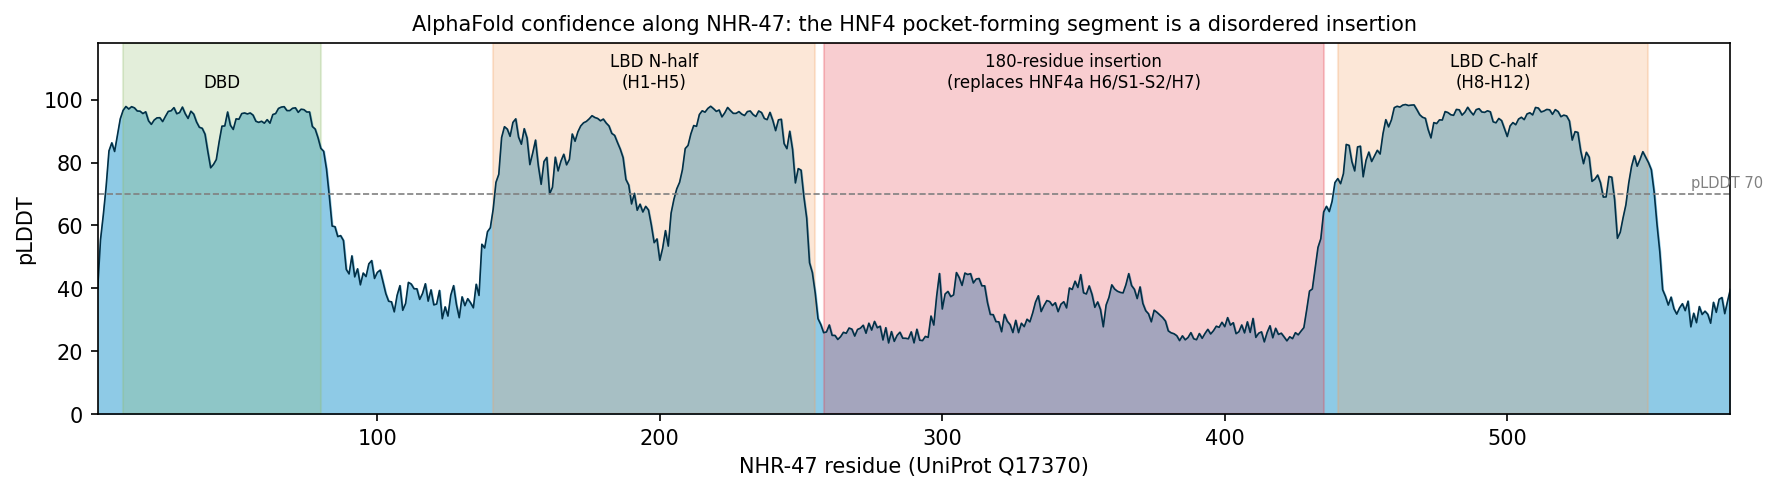 AlphaFold confidence along NHR-47: the HNF4 pocket-forming segment is a disordered insertion
DBD
LBD N-half
(H1-H5)
180-residue insertion
(replaces HNF4a H6/S1-S2/H7)
LBD C-half
(H8-H12)
pLDDT 70
pLDDT
100
80
60
40
20
0
100
200
300
400
500
NHR-47 residue (UniProt Q17370)